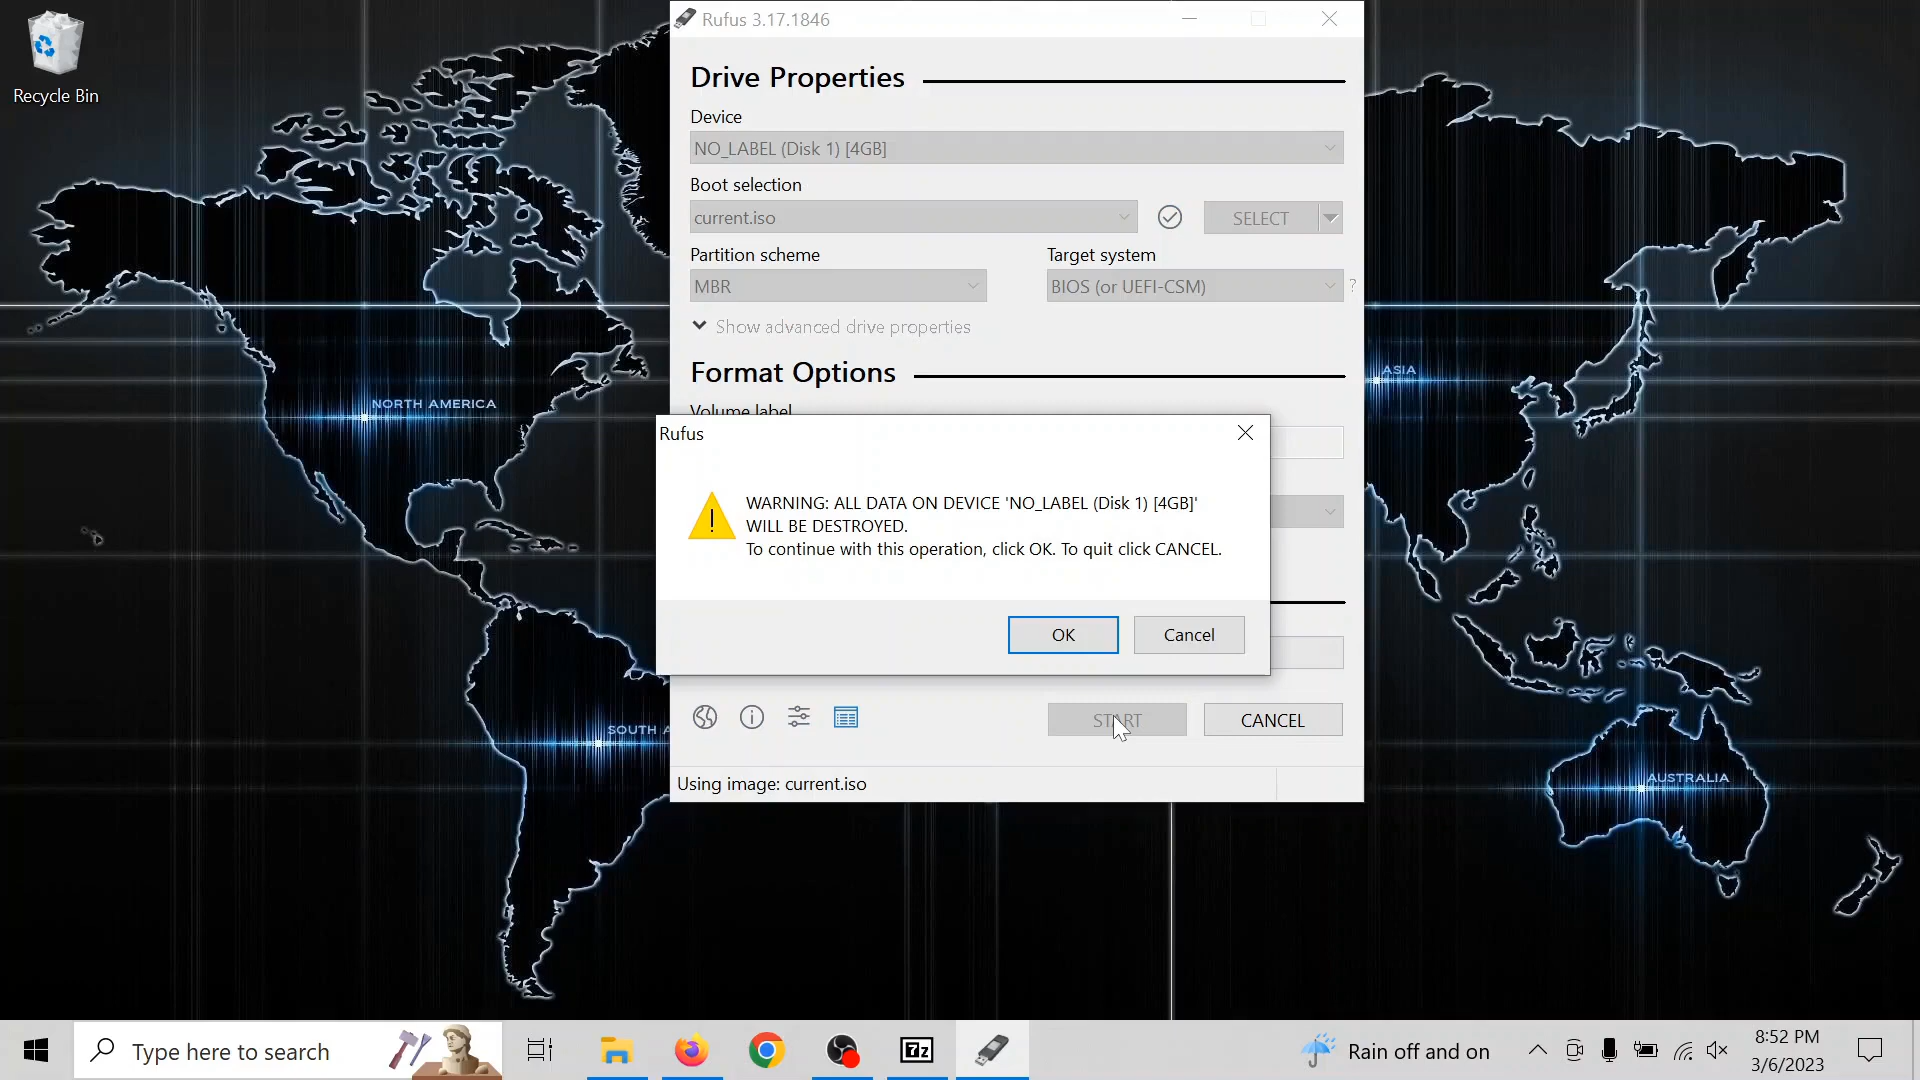 Recycle Bin
Rufus 3.17.1846
Drive Properties
Device
NO_LABEL (Disk 1) [4GB]
Boot selection
current.iso
SELECT
Partition scheme
Target system
MBR
BIOS (or UEFI-CSM)
?
Show advanced drive properties
Format Options
Volume label
Rufus
WARNING: ALL DATA ON DEVICE 'NO_LABEL (Disk 1) [4GB]'
WILL BE DESTROYED.
To continue with this operation, click OK. To quit click CANCEL.
OK
Cancel
START
CANCEL
Using image: current.iso
NORTH AMERICA
SOUTH A
ASIA
AUSTRALIA
Type here to search
7z
Rain off and on
8:52 PM
3/6/2023